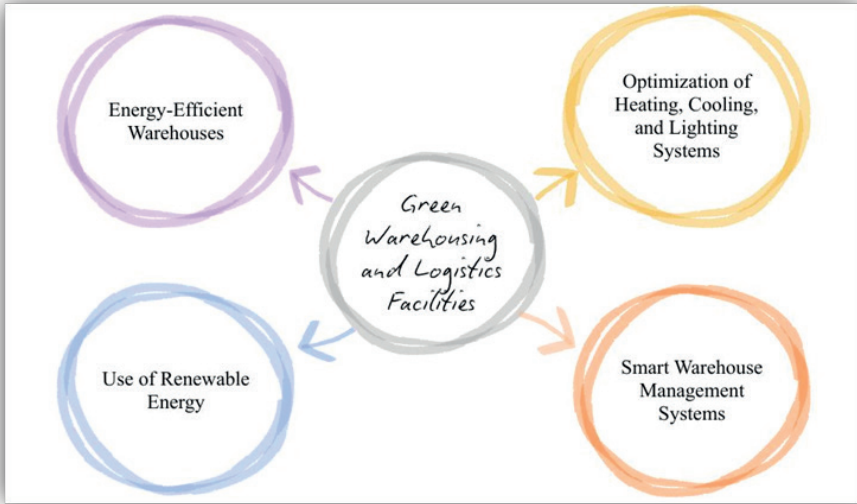 Energy-Efficient
Warehouses
Optimization of
Heating, Cooling,
and Lighting
Systems
Green
Warehousing
and Logistics
Facilities
Use of Renewable
Energy
Smart Warehouse
Management
Systems